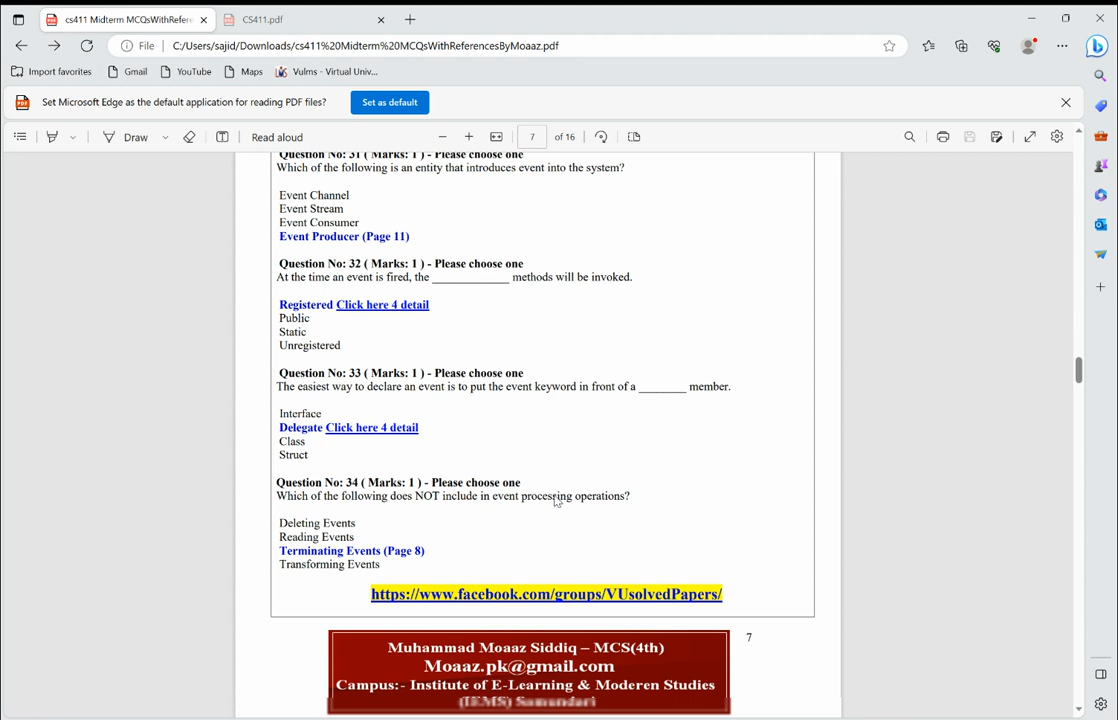 cs411 Midterm MCQsWithRefere
CS411.pdf
File
C:/Users/sajid/Downloads/cs411%20Midterm%20MCQsWithReferencesByMoaaz.pdf
Import favorites
Gmail
YouTube
Maps
Vulms - Virtual Univ...
Set Microsoft Edge as the default application for reading PDF files?
Set as default
Draw
Read aloud
7
of 16
Question No: 31 ( Marks: 1 ) - Please choose one
Which of the following is an entity that introduces event into the system?
Event Channel
Event Stream
Event Consumer
Event Producer (Page 11)
Question No: 32 ( Marks: 1 ) - Please choose one
At the time an event is fired, the _____________ methods will be invoked.
Registered Click here 4 detail
Public
Static
Unregistered
Question No: 33 ( Marks: 1 ) - Please choose one
The easiest way to declare an event is to put the event keyword in front of a ________ member.
Interface
Delegate Click here 4 detail
Class
Struct
Question No: 34 ( Marks: 1 ) - Please choose one
Which of the following does NOT include in event processing operations?
Deleting Events
Reading Events
Terminating Events (Page 8)
Transforming Events
https://www.facebook.com/groups/VUsolvedPapers/
7
Muhammad Moaaz Siddiq – MCS(4th)
Moaaz.pk@gmail.com
Campus:- Institute of E-Learning & Moderen Studies
(IEMS) Samundari